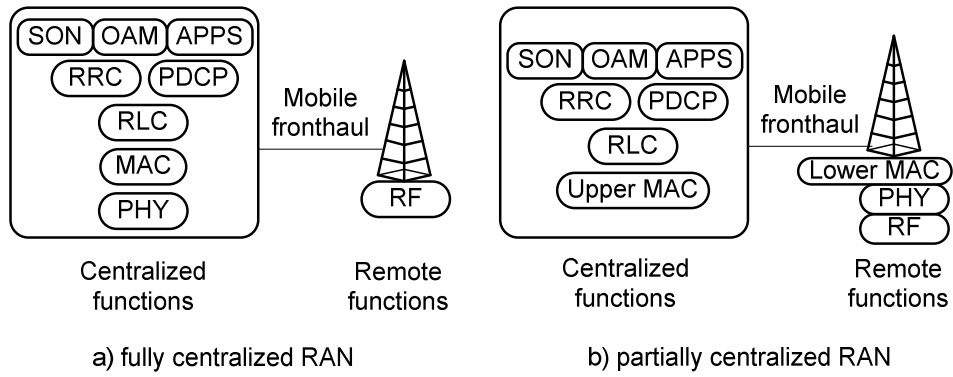 SON OAM APPS
RRC PDCP
RLC
MAC
PHY
Mobile
fronthaul
RF
Centralized
functions
Remote
functions
a) fully centralized RAN
SON OAM APPS
RRC PDCP
RLC
Upper MAC
Mobile
fronthaul
Lower MAC
PHY
RF
Centralized
functions
Remote
functions
b) partially centralized RAN